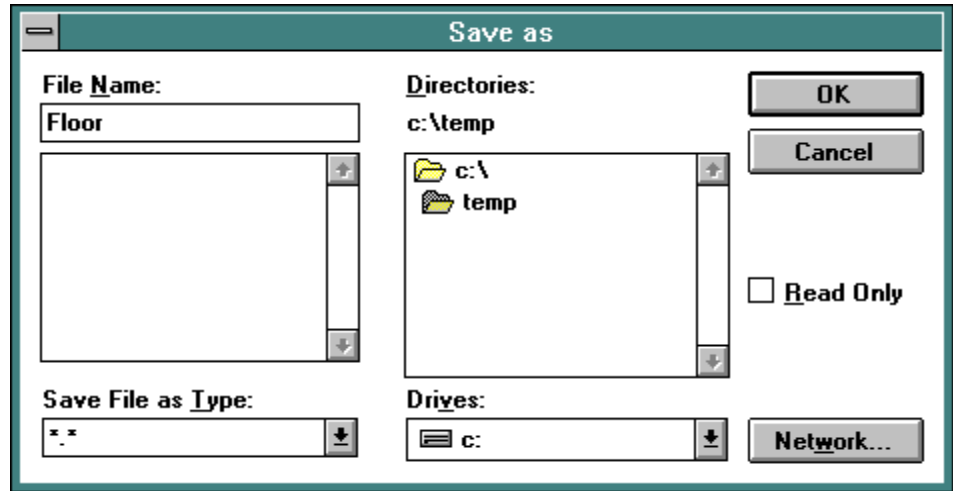 Save as
File Name:
Floor
Directories:
c:\temp
c:\
temp
OK
Cancel
Read Only
Save File as Type:
*.*
Drives:
c:
Network...